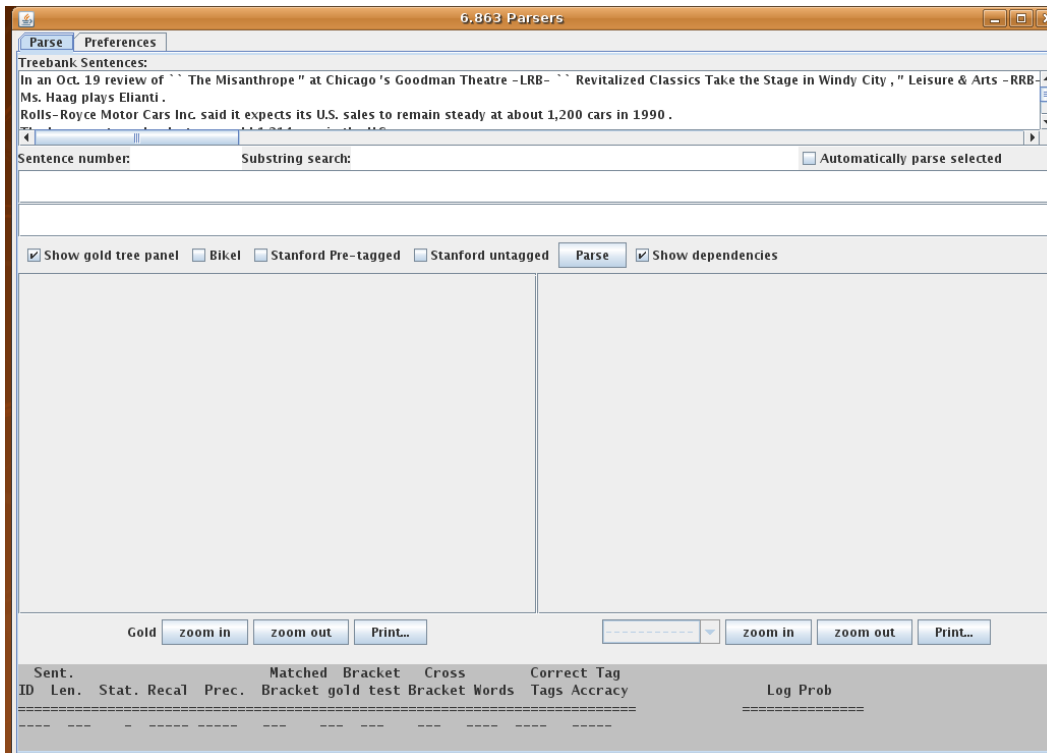 6.863 Parsers
Parse Preferences
Treebank Sentences:
In an Oct. 19 review of `` The Misanthrope " at Chicago 's Goodman Theatre -LRB- `` Revitalized Classics Take the Stage in Windy City , " Leisure & Arts -RRB-
Ms. Haag plays Elianti .
Rolls-Royce Motor Cars Inc. said it expects its U.S. sales to remain steady at about 1,200 cars in 1990 .
Sentence number: Substring search: Automatically parse selected
Show gold tree panel Bikel Stanford Pre-tagged Stanford untagged Parse Show dependencies
Gold zoom in zoom out Print... ----------- zoom in zoom out Print...
Sent. Matched Bracket Cross Correct Tag
ID Len. Stat. Recal Prec. Bracket gold test Bracket Words Tags Accracy Log Prob